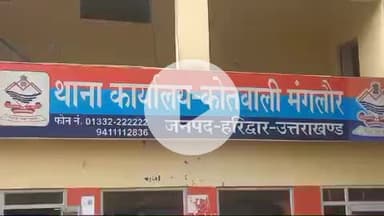 थाना कार्यालय-कोतवाली मंगलौर
फोन नं. 01332-222222
9411112836
जनपद-हरिद्वार-उत्तराखण्ड